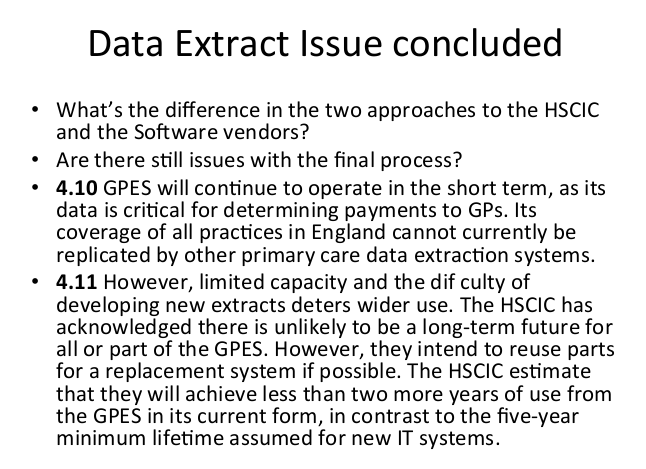 Data Extract Issue concluded
• What's the difference in the two approaches to the HSCIC
and the Software vendors?
• Are there still issues with the final process?
• 4.10 GPES will continue to operate in the short term, as its
data is critical for determining payments to GPs. Its
coverage of all practices in England cannot currently be
replicated by other primary care data extraction systems.
• 4.11 However, limited capacity and the dif culty of
developing new extracts deters wider use. The HSCIC has
acknowledged there is unlikely to be a long-term future for
all or part of the GPES. However, they intend to reuse parts
for a replacement system if possible. The HSCIC estimate
that they will achieve less than two more years of use from
the GPES in its current form, in contrast to the five-year
minimum lifetime assumed for new IT systems.